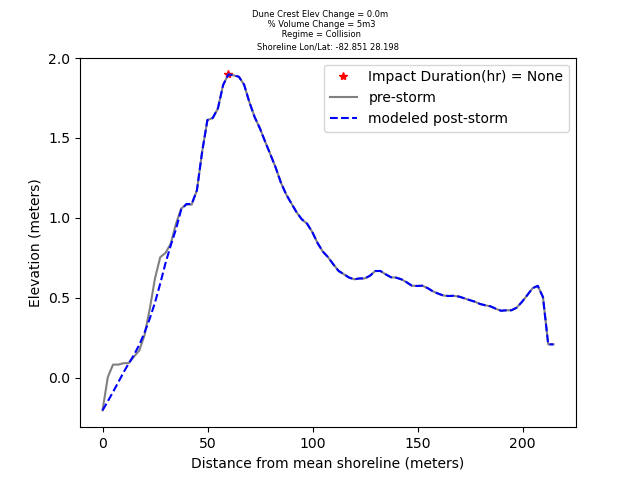 Dune Crest Elev Change = 0.0m
% Volume Change = 5m3
Regime = Collision
Shoreline Lon/Lat: -82.851 28.198
2.0
1.5
1.0
0.5
0.0
Elevation (meters)
Impact Duration(hr) = None
pre-storm
modeled post-storm
0
50
100
150
200
Distance from mean shoreline (meters)